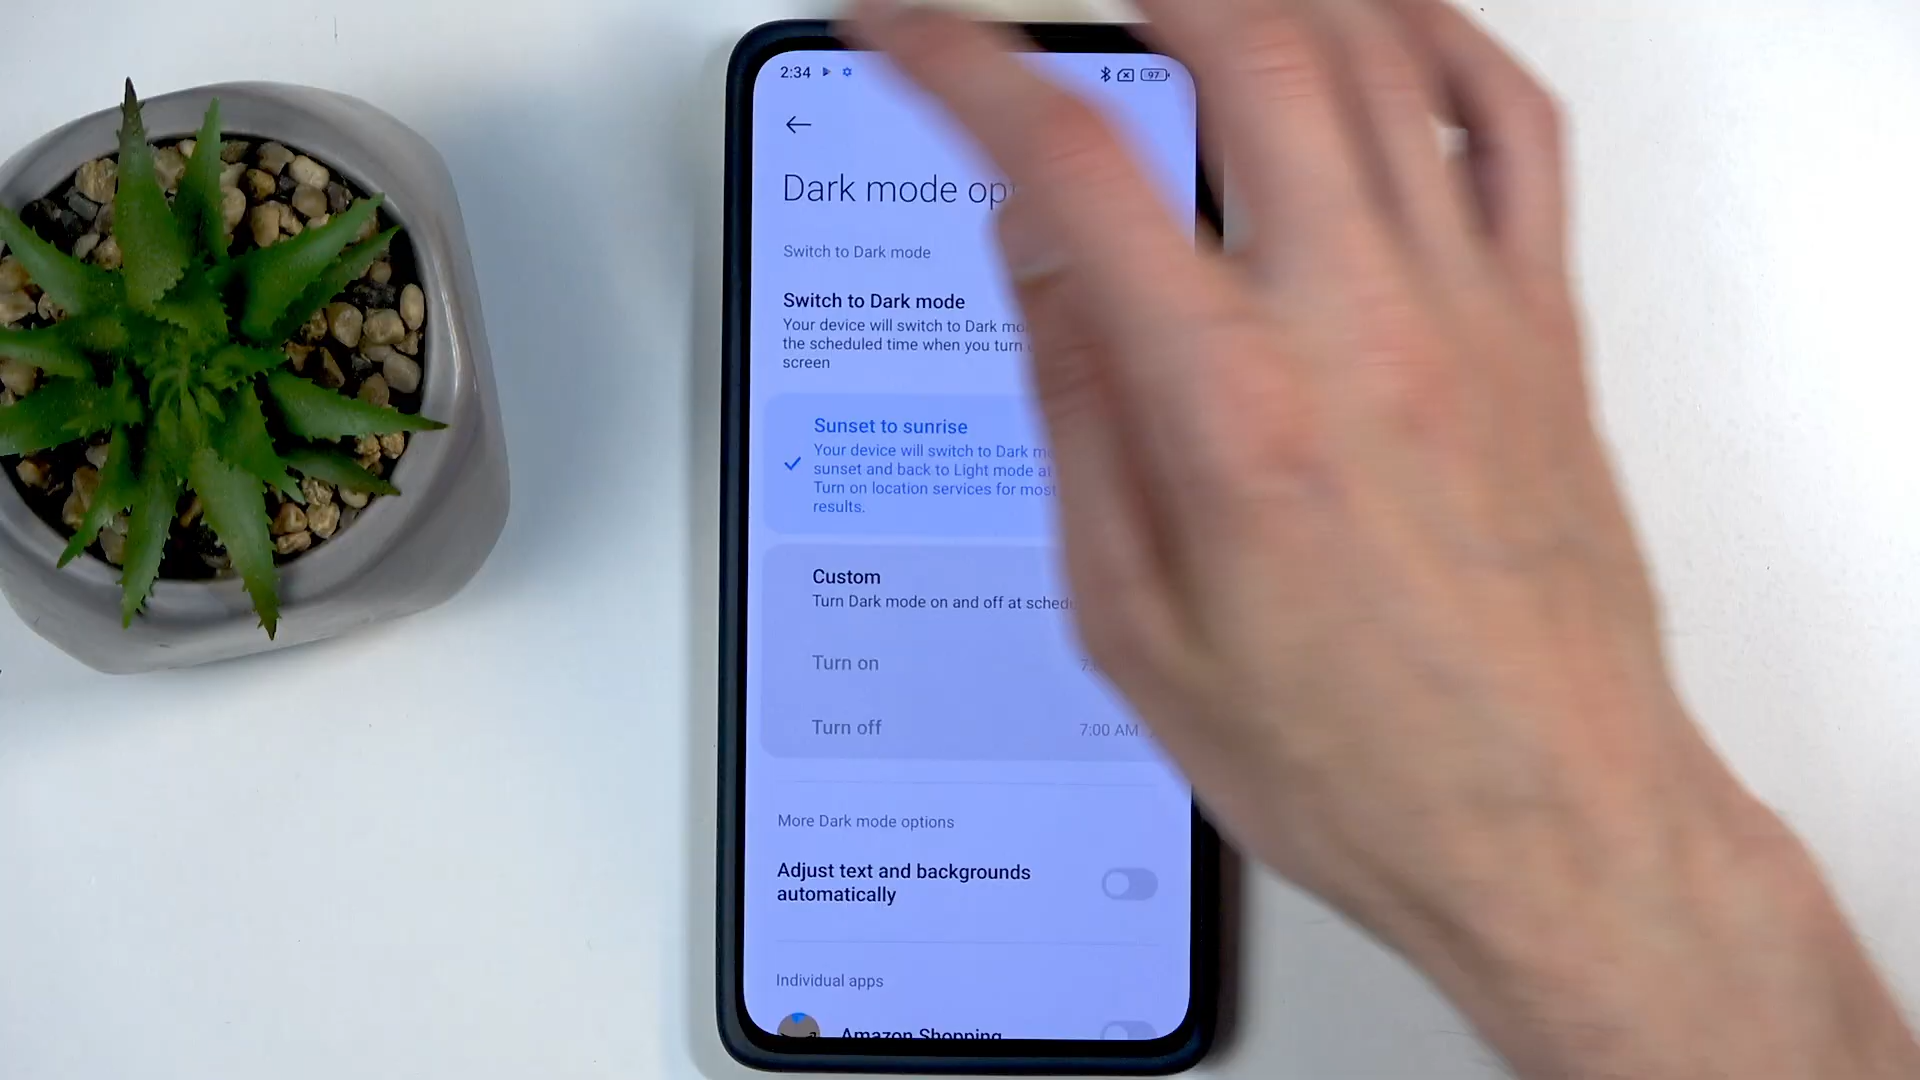 2:34
97
Dark mode op
Switch to Dark mode
Switch to Dark mode
Your device will switch to Dark mo
the scheduled time when you turn
screen
Sunset to sunrise
Your device will switch to Dark m
sunset and back to Light mode a
Turn on location services for most
results.
Custom
Turn Dark mode on and off at sched
Turn on
7:
Turn off
7:00 AM
More Dark mode options
Adjust text and backgrounds
automatically
Individual apps
Amazon Shopping